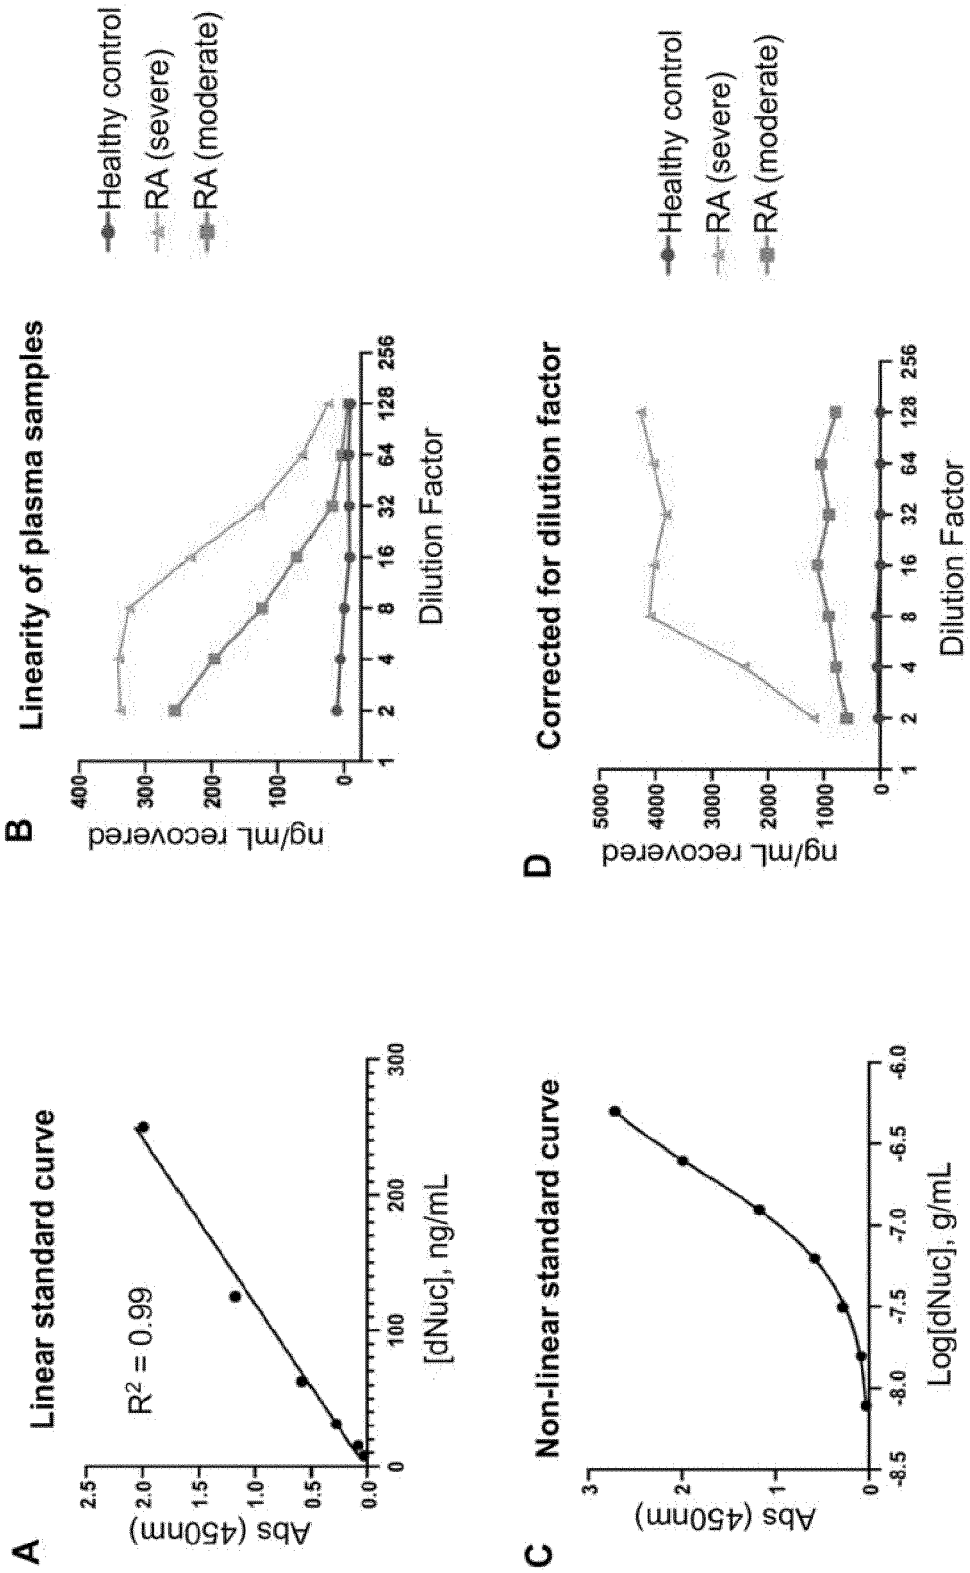 A
Linear standard curve
R² = 0.99
Abs (450nm)
2.5
2.0
1.5
1.0
0.5
0.0
0 100 200 300
[dNuc], ng/mL
B
Linearity of plasma samples
ng/mL recovered
400
300
200
100
0
1 2 4 8 16 32 64 128 256
Dilution Factor
Healthy control
RA (severe)
RA (moderate)
C
Non-linear standard curve
Abs (450nm)
3
2
1
0
-8.5 -8.0 -7.5 -7.0 -6.5 -6.0
Log[dNuc], g/mL
D
Corrected for dilution factor
ng/mL recovered
5000
4000
3000
2000
1000
0
1 2 4 8 16 32 64 128 256
Dilution Factor
Healthy control
RA (severe)
RA (moderate)